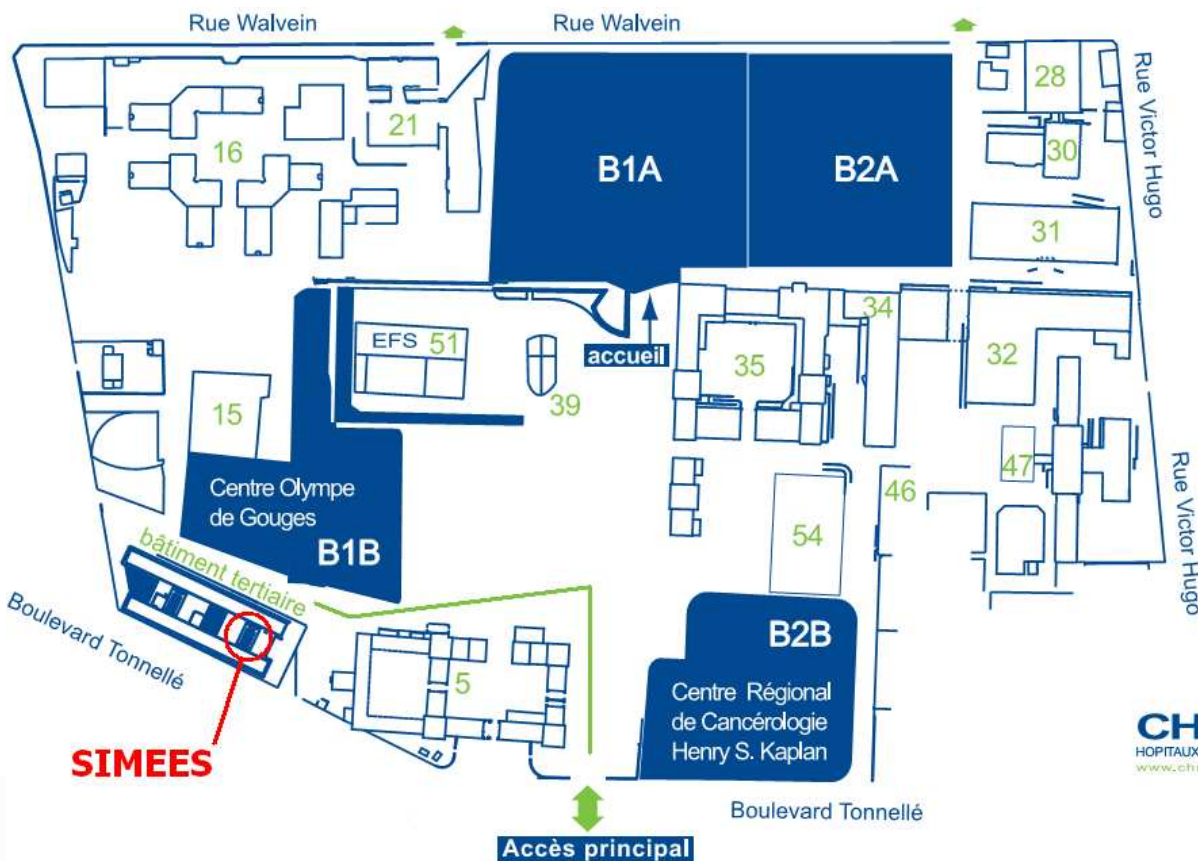 Rue Walvein
Rue Walvein
28
21
16
30
Rue Victor Hugo
B1A
B2A
31
34
EFS 51
accueil
35
32
39
15
Centre Olympe
de Gouges
B1B
47
46
Rue Victor Hugo
54
bâtiment tertiaire
Boulevard Tonnellé
B2B
5
Centre Régional
de Cancérologie
Henry S. Kaplan
SIMEES
CH
HOPITAUX
www.ch
Boulevard Tonnellé
Accès principal